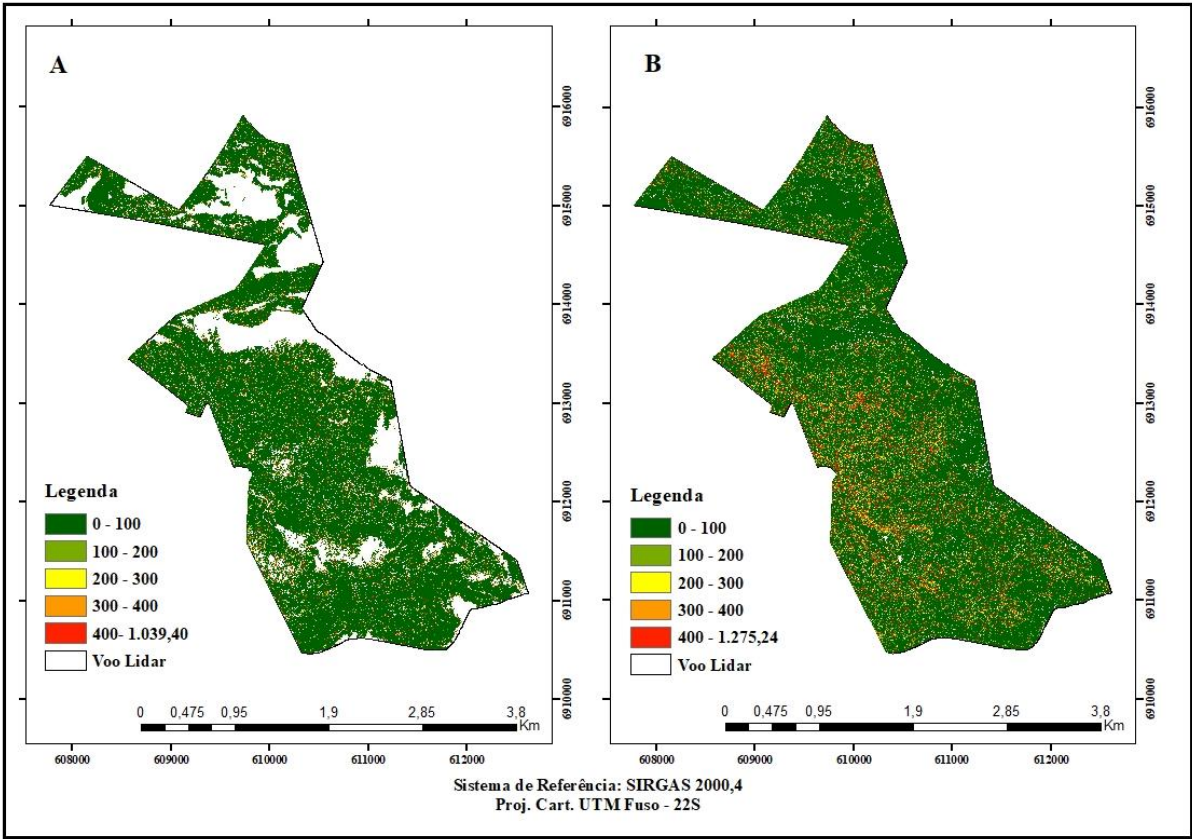 A
6916000
6915000
6914000
6913000
6912000
6911000
6910000
Legenda
0 - 100
100 - 200
200 - 300
300 - 400
400- 1.039,40
Voo Lidar
0 0,475 0,95 1,9 2,85 3,8
Km
608000 609000 610000 611000 612000
B
6916000
6915000
6914000
6913000
6912000
6911000
6910000
Legenda
0 - 100
100 - 200
200 - 300
300 - 400
400 - 1.275,24
Voo Lidar
0 0,475 0,95 1,9 2,85 3,8
Km
608000 609000 610000 611000 612000
Sistema de Referência: SIRGAS 2000,4
Proj. Cart. UTM Fuso - 22S